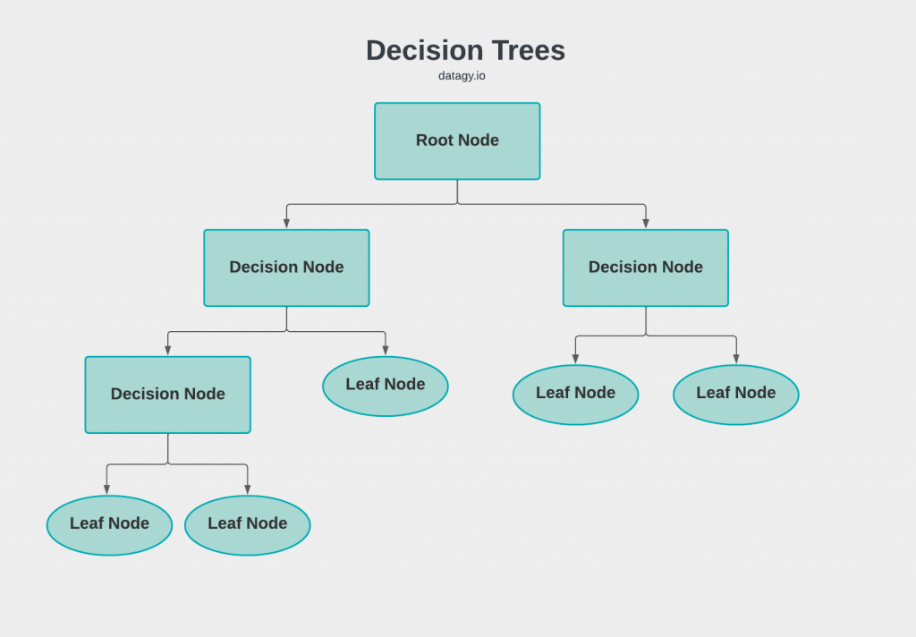 Decision Trees
datagy.io
Root Node
Decision Node
Decision Node
Decision Node
Leaf Node
Leaf Node
Leaf Node
Leaf Node
Leaf Node